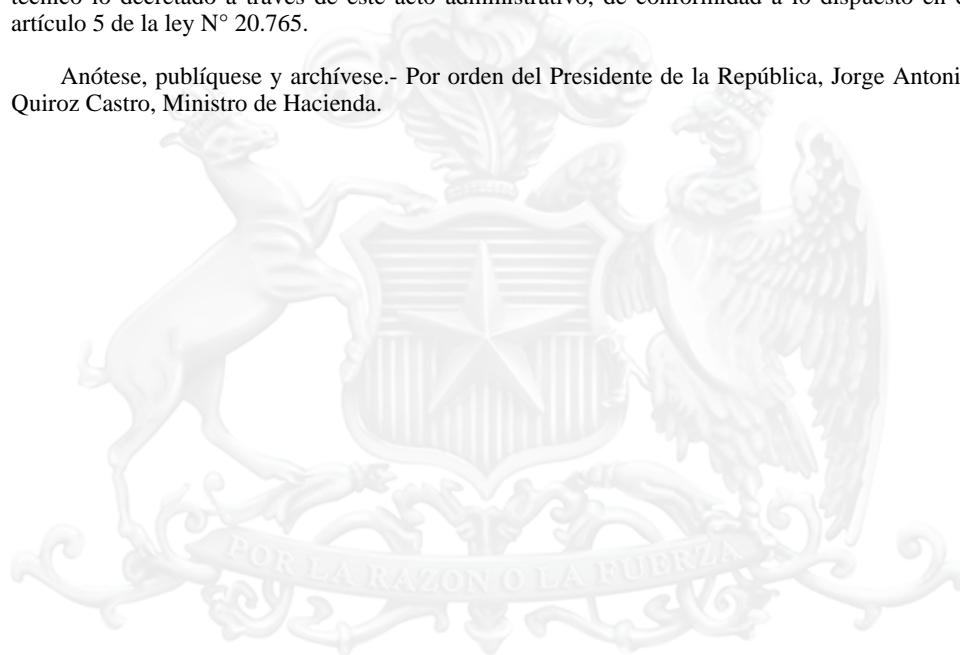 técnico lo decretado a través de este acto administrativo, de conformidad a lo dispuesto en e
artículo 5 de la ley N° 20.765.
Anótese, publíquese y archívese.- Por orden del Presidente de la República, Jorge Antoni
Quiroz Castro, Ministro de Hacienda.
POR LA RAZON O LA FUERZA